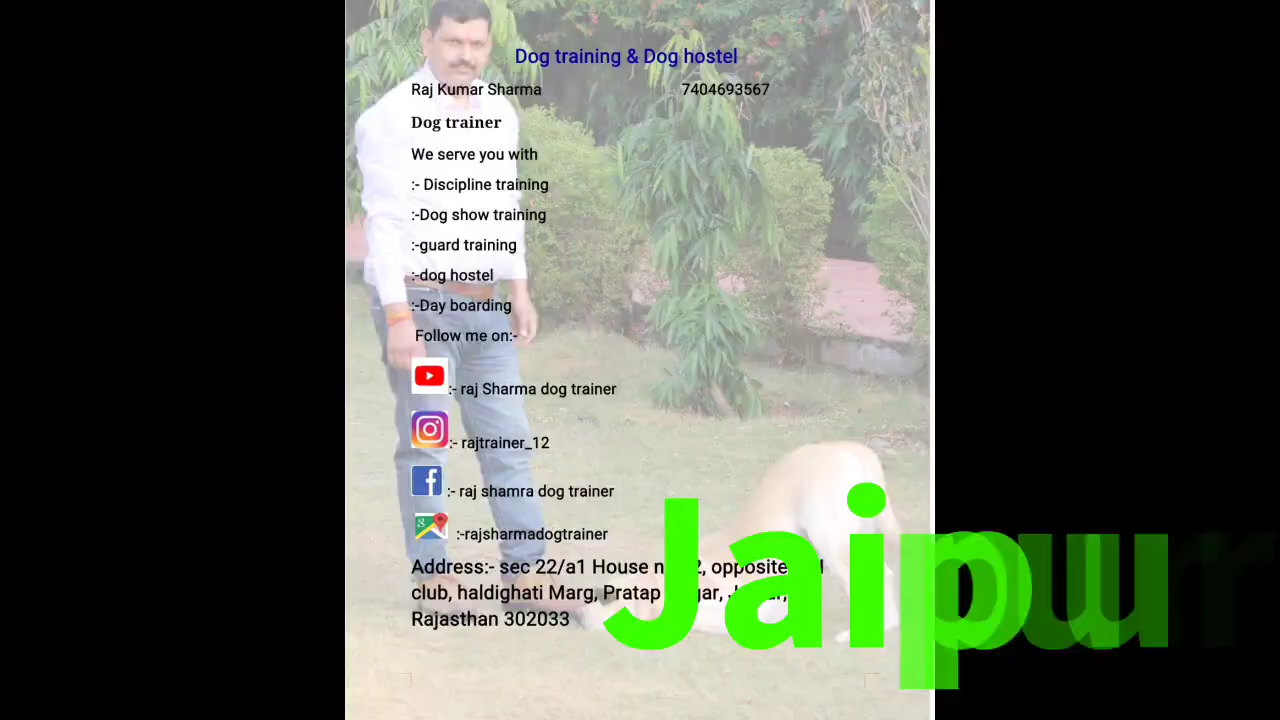 Dog training & Dog hostel
Raj Kumar Sharma 7404693567
Dog trainer
We serve you with
:- Discipline training
:-Dog show training
:-guard training
:-dog hostel
:-Day boarding
Follow me on:-
:- raj Sharma dog trainer
:- rajtrainer_12
:- raj shamra dog trainer
:-rajsharmadogtrainer
Address:- sec 22/a1 House opposite
club, haldighati Marg, Pratap
Rajasthan 302033
Jaipur